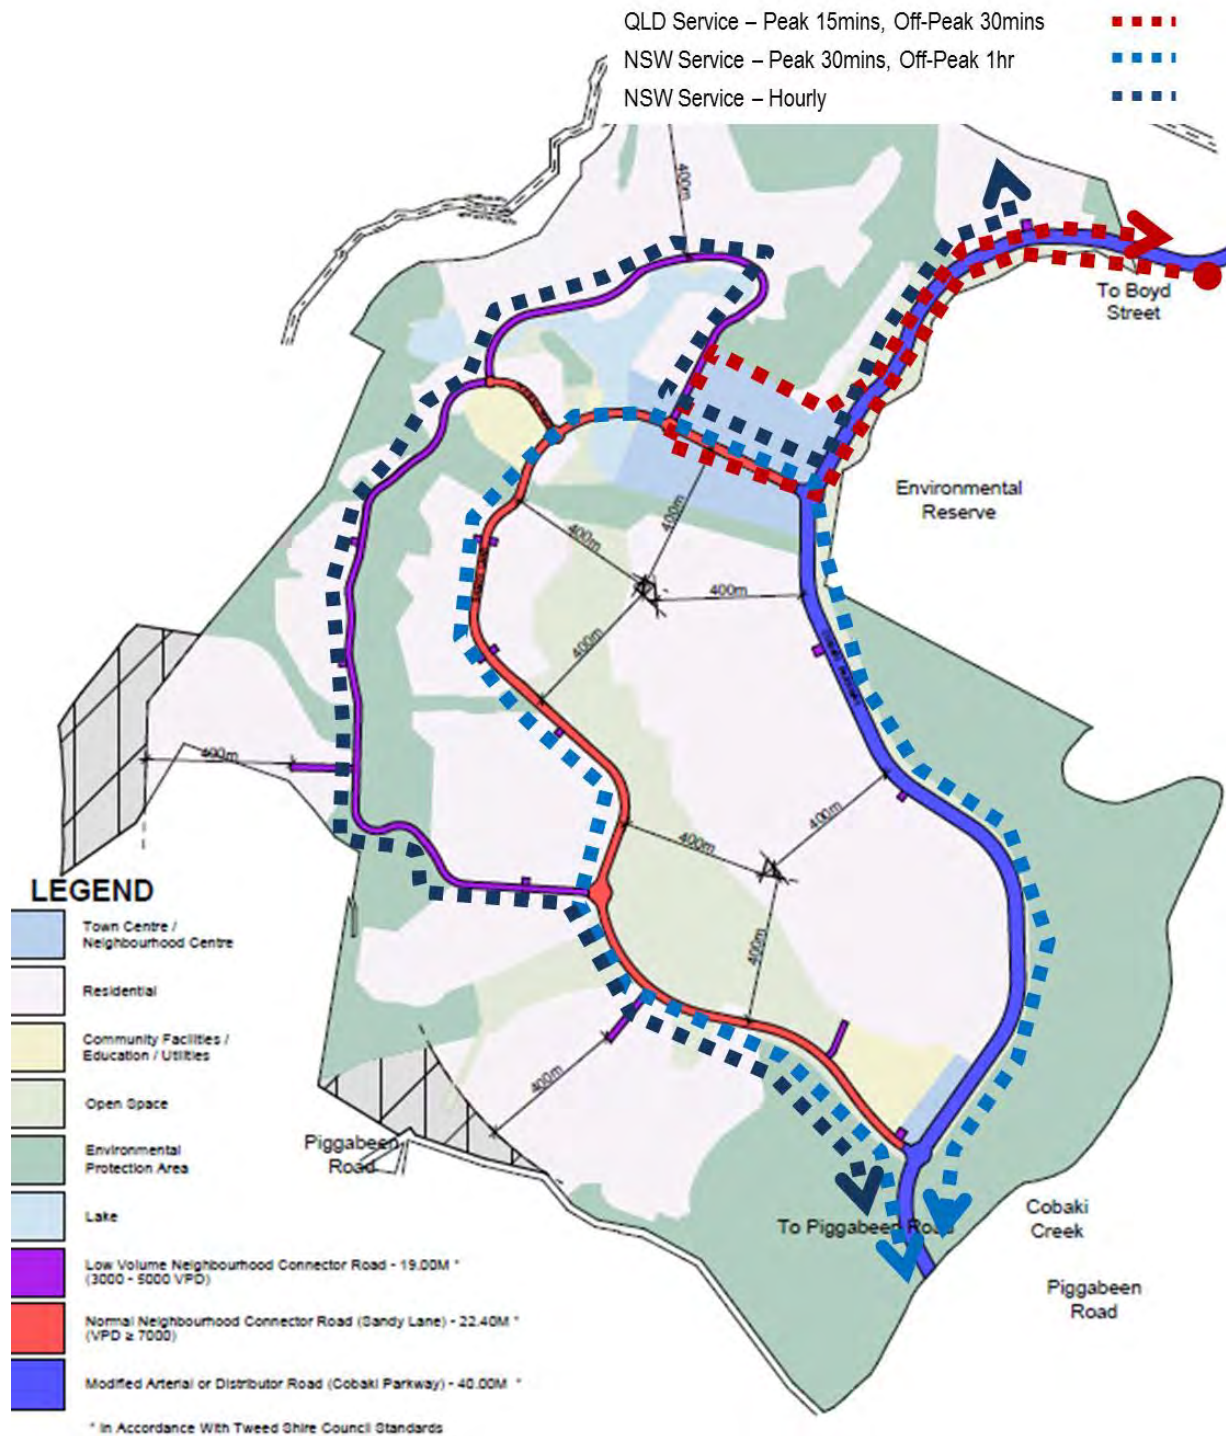 QLD Service – Peak 15mins, Off-Peak 30mins
NSW Service – Peak 30mins, Off-Peak 1hr
NSW Service – Hourly
400m
To Boyd
Street
Environmental
Reserve
400m
400m
400m
400m
400m
400m
400m
400m
400m
Piggabeen
Road
To Piggabeen Road
Cobaki
Creek
Piggabeen
Road
LEGEND
Town Centre /
Neighbourhood Centre
Residential
Community Facilities /
Education / Utilities
Open Space
Environmental
Protection Area
Lake
Low Volume Neighbourhood Connector Road - 19.00M *
(3000 - 5000 VPD)
Normal Neighbourhood Connector Road (Sandy Lane) - 22.40M *
(VPD ≥ 7000)
Modified Arterial or Distributor Road (Cobaki Parkway) - 40.00M *
* In Accordance With Tweed Shire Council Standards